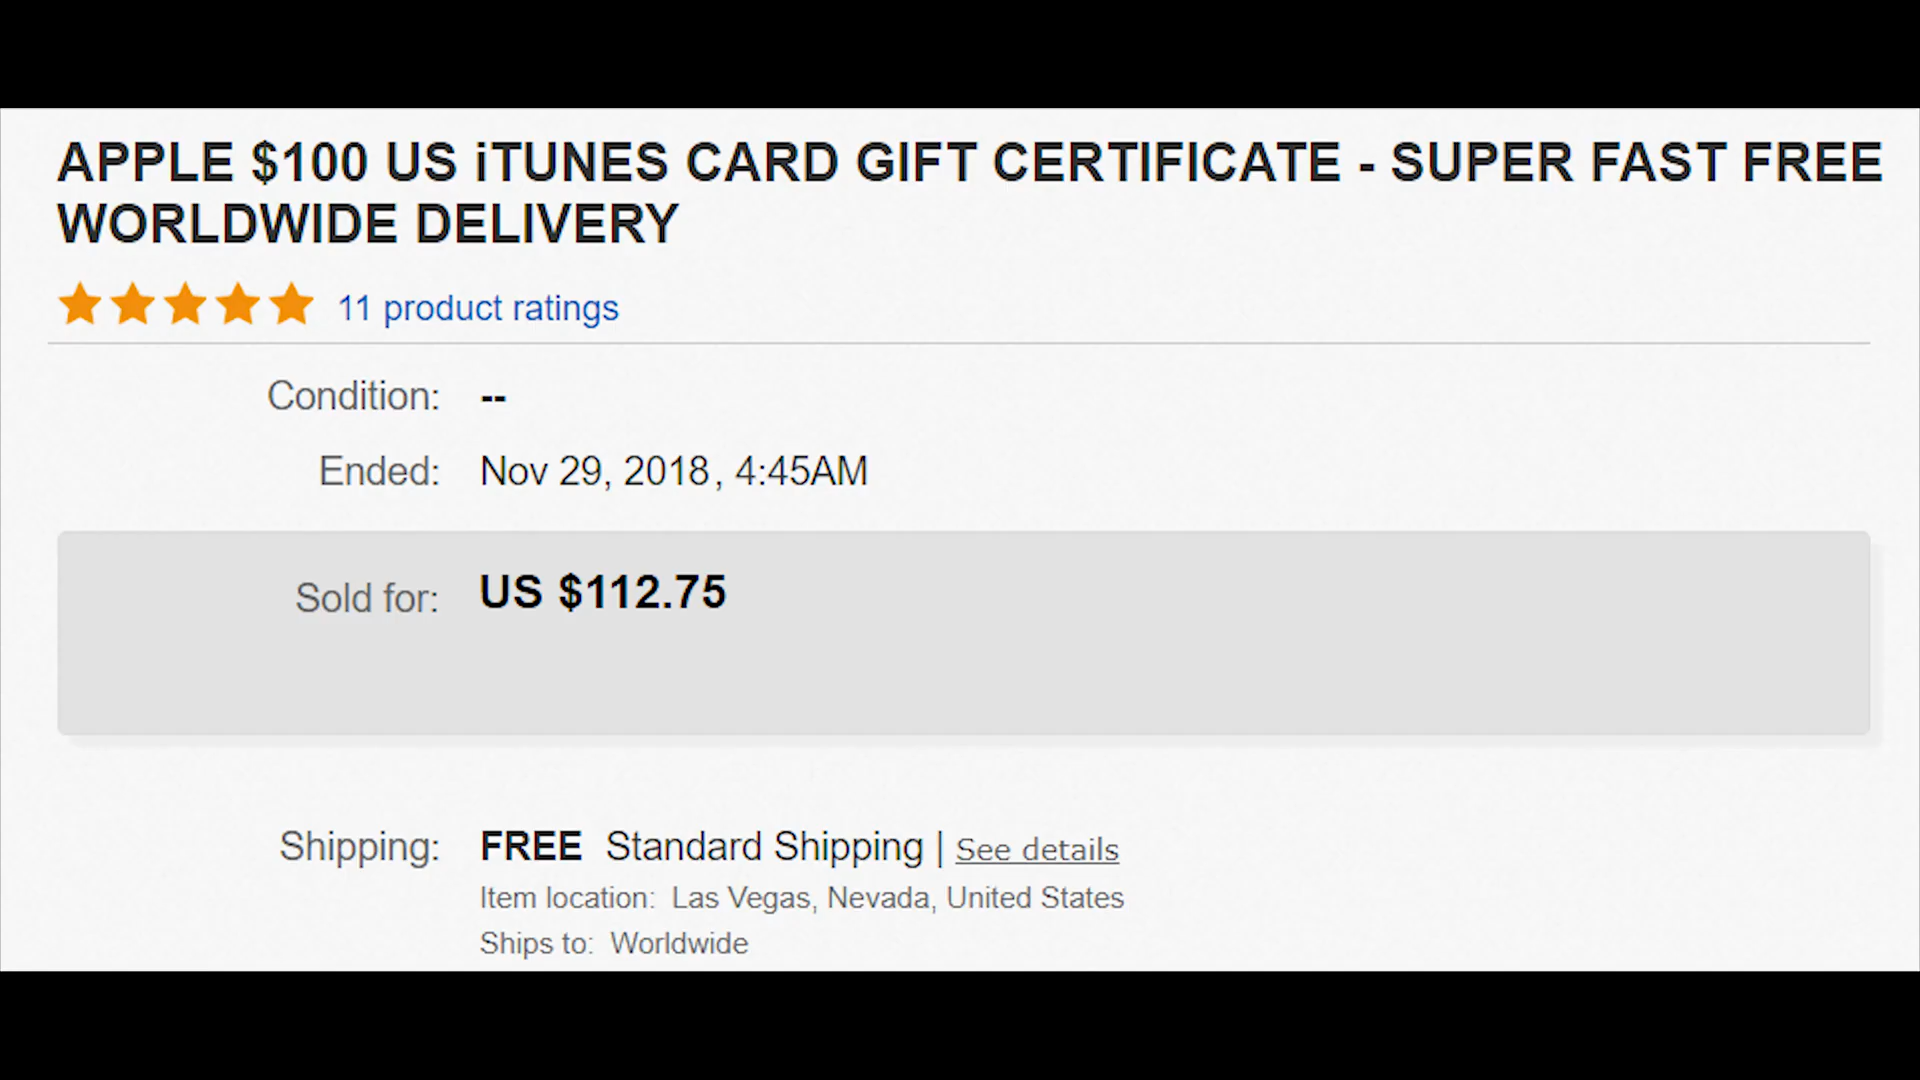 APPLE $100 US iTUNES CARD GIFT CERTIFICATE - SUPER FAST FREE
WORLDWIDE DELIVERY
11 product ratings
Condition: --
Ended: Nov 29, 2018, 4:45AM
Sold for: US $112.75
Shipping: FREE Standard Shipping | See details
Item location: Las Vegas, Nevada, United States
Ships to: Worldwide